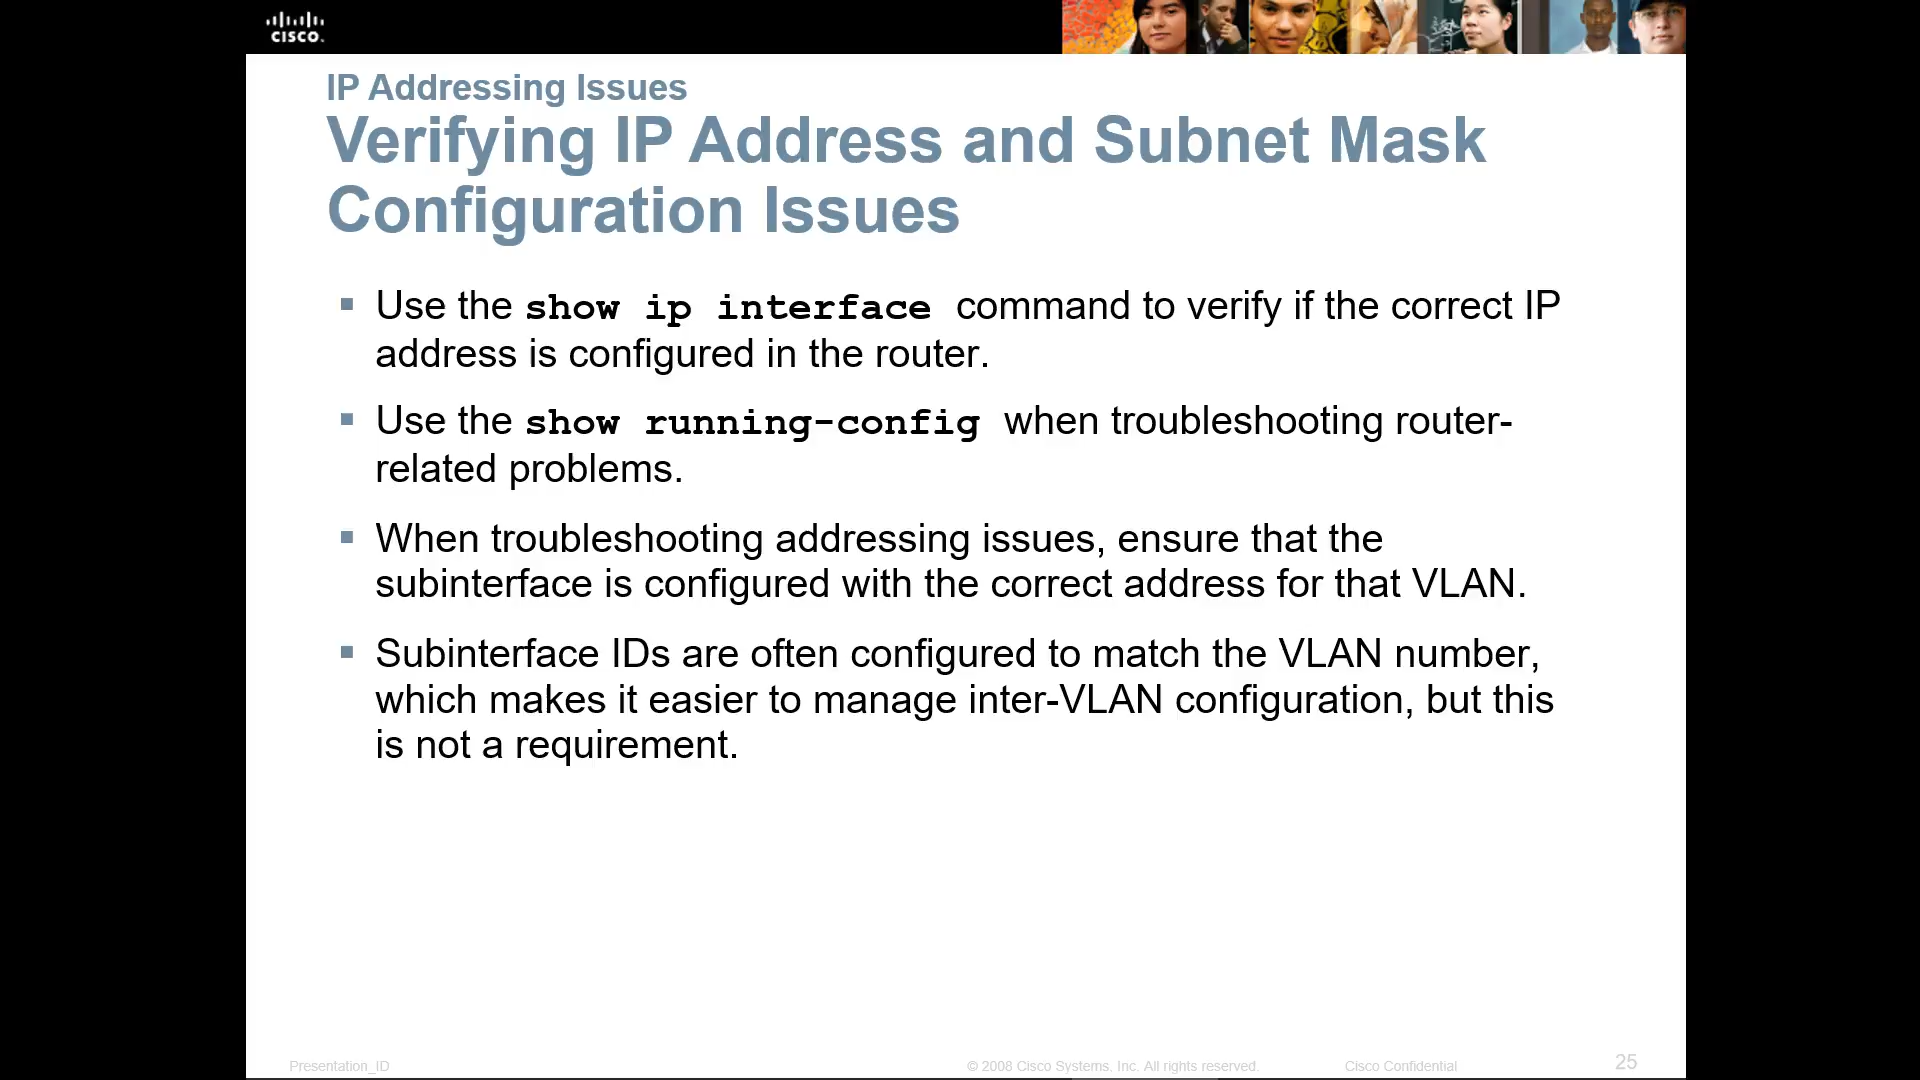 CISCO
IP Addressing Issues
Verifying IP Address and Subnet Mask
Configuration Issues
Use the show ip interface command to verify if the correct IP
address is configured in the router.
Use the show running-config when troubleshooting router-
related problems.
When troubleshooting addressing issues, ensure that the
subinterface is configured with the correct address for that VLAN.
Subinterface IDs are often configured to match the VLAN number,
which makes it easier to manage inter-VLAN configuration, but this
is not a requirement.
Presentation_ID
© 2008 Cisco Systems, Inc. All rights reserved.
Cisco Confidential
25